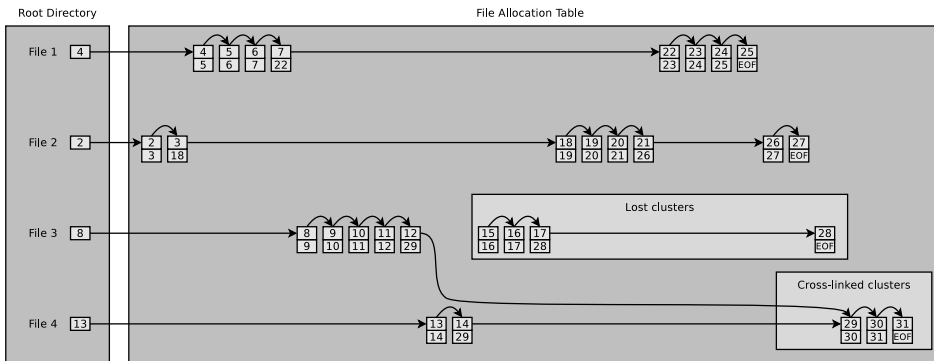 Root Directory File Allocation Table
File 1 4 4 5 6 7 22 23 24 25
5 6 7 22 23 24 25 EOF
File 2 2 2 3 18 19 20 21 26 27
3 18 19 20 21 26 27 EOF
Lost clusters
File 3 8 8 9 10 11 12 15 16 17 28
9 10 11 12 29 16 17 28 EOF
Cross-linked clusters
File 4 13 13 14 29 30 31
14 29 30 31 EOF